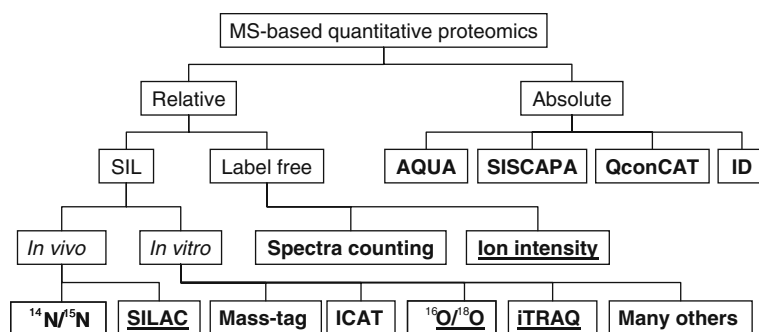 MS-based quantitative proteomics
Relative Absolute
SIL Label free AQUA SISCAPA QconCAT ID
In vivo In vitro Spectra counting Ion intensity
¹⁴N/¹⁵N SILAC Mass-tag ICAT ¹⁶O/¹⁸O iTRAQ Many others